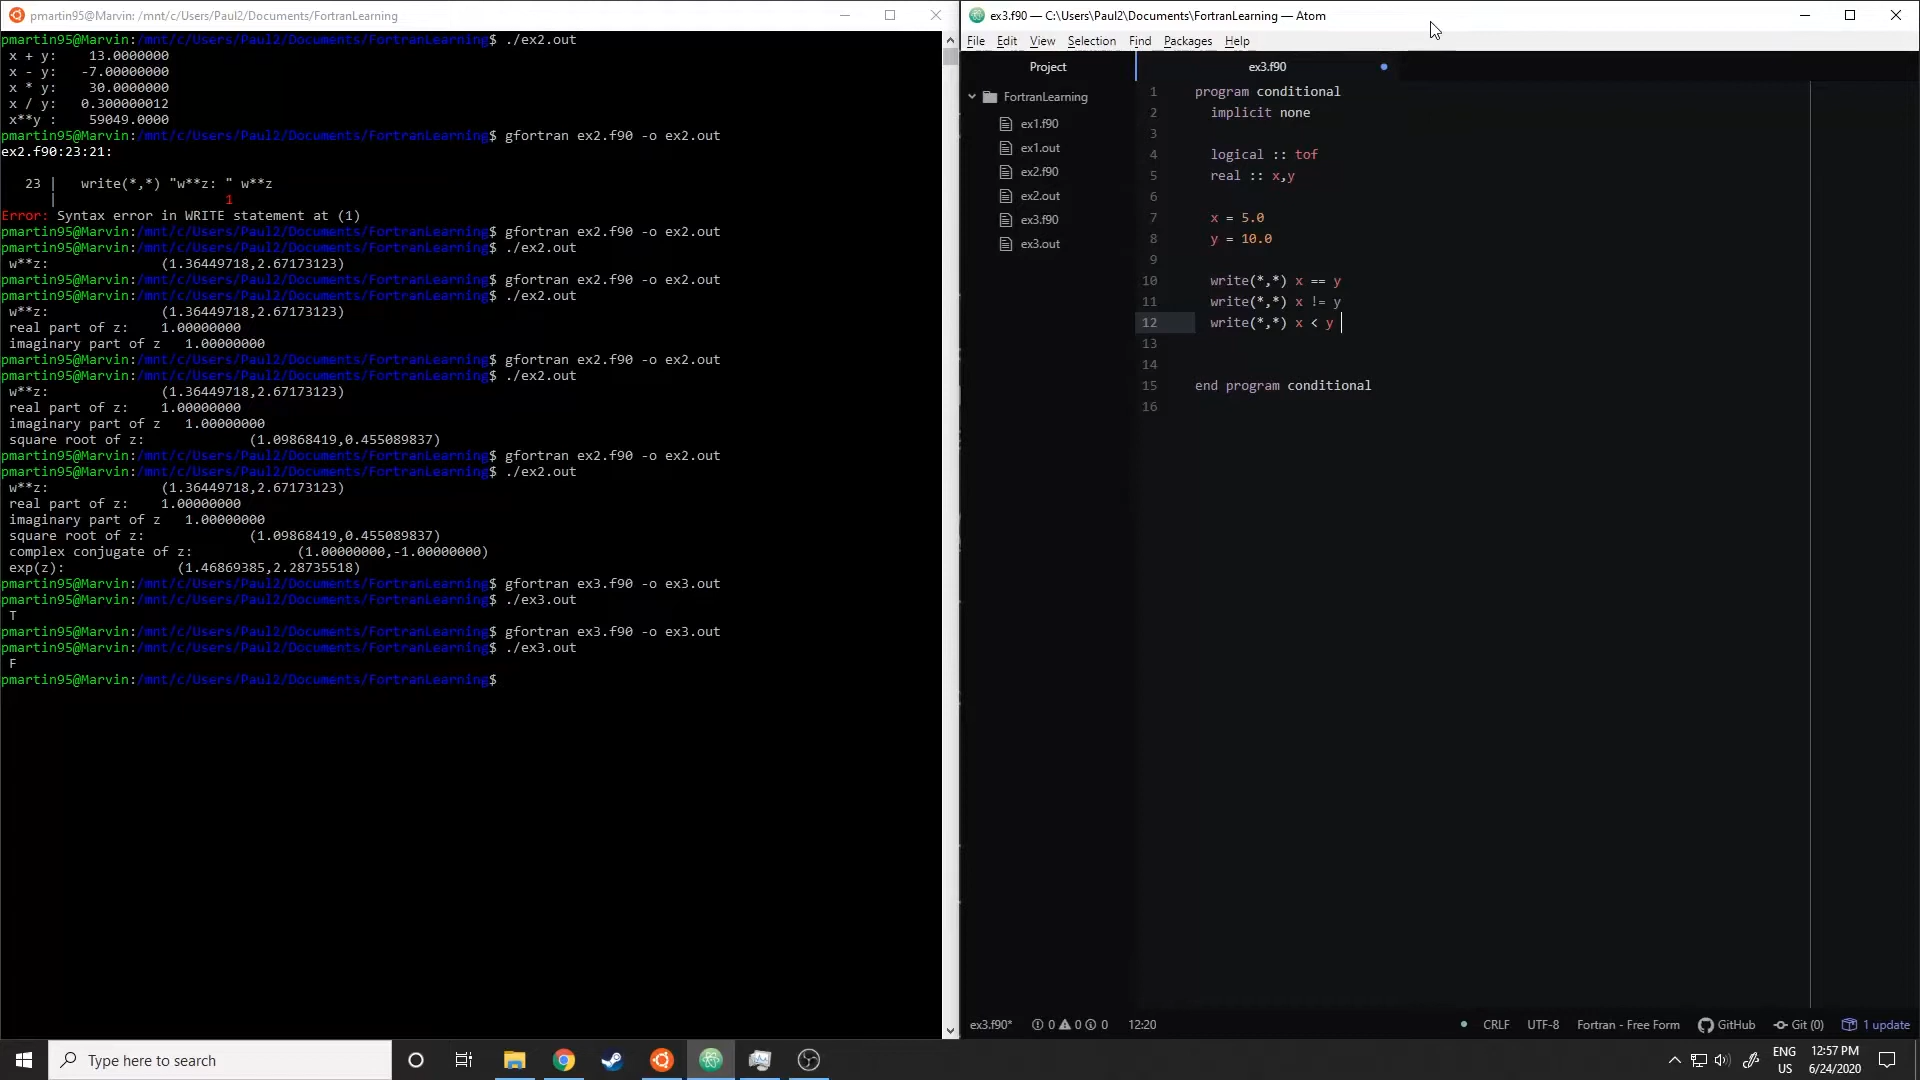 pmartin95@Marvin: /mnt/c/Users/Paul2/Documents/FortranLearning
pmartin95@Marvin:/mnt/c/Users/Paul2/Documents/FortranLearning$ ./ex2.out
x + y:    13.0000000
x - y:   -7.00000000
x * y:    30.0000000
x / y:   0.300000012
x**y :    59049.0000
pmartin95@Marvin:/mnt/c/Users/Paul2/Documents/FortranLearning$ gfortran ex2.f90 -o ex2.out
ex2.f90:23:21:
23 |   write(*,*) "w**z: " w**z
|                     1
Error: Syntax error in WRITE statement at (1)
pmartin95@Marvin:/mnt/c/Users/Paul2/Documents/FortranLearning$ gfortran ex2.f90 -o ex2.out
pmartin95@Marvin:/mnt/c/Users/Paul2/Documents/FortranLearning$ ./ex2.out
w**z:              (1.36449718,2.67173123)
pmartin95@Marvin:/mnt/c/Users/Paul2/Documents/FortranLearning$ gfortran ex2.f90 -o ex2.out
pmartin95@Marvin:/mnt/c/Users/Paul2/Documents/FortranLearning$ ./ex2.out
w**z:              (1.36449718,2.67173123)
real part of z:    1.00000000
imaginary part of z   1.00000000
pmartin95@Marvin:/mnt/c/Users/Paul2/Documents/FortranLearning$ gfortran ex2.f90 -o ex2.out
pmartin95@Marvin:/mnt/c/Users/Paul2/Documents/FortranLearning$ ./ex2.out
w**z:              (1.36449718,2.67173123)
real part of z:    1.00000000
imaginary part of z   1.00000000
square root of z:             (1.09868419,0.455089837)
pmartin95@Marvin:/mnt/c/Users/Paul2/Documents/FortranLearning$ gfortran ex2.f90 -o ex2.out
pmartin95@Marvin:/mnt/c/Users/Paul2/Documents/FortranLearning$ ./ex2.out
w**z:              (1.36449718,2.67173123)
real part of z:    1.00000000
imaginary part of z   1.00000000
square root of z:             (1.09868419,0.455089837)
complex conjugate of z:             (1.00000000,-1.00000000)
exp(z):              (1.46869385,2.28735518)
pmartin95@Marvin:/mnt/c/Users/Paul2/Documents/FortranLearning$ gfortran ex3.f90 -o ex3.out
pmartin95@Marvin:/mnt/c/Users/Paul2/Documents/FortranLearning$ ./ex3.out
T
pmartin95@Marvin:/mnt/c/Users/Paul2/Documents/FortranLearning$ gfortran ex3.f90 -o ex3.out
pmartin95@Marvin:/mnt/c/Users/Paul2/Documents/FortranLearning$ ./ex3.out
F
pmartin95@Marvin:/mnt/c/Users/Paul2/Documents/FortranLearning$
ex3.f90 — C:\Users\Paul2\Documents\FortranLearning — Atom
File Edit View Selection Find Packages Help
Project
FortranLearning
ex1.f90
ex1.out
ex2.f90
ex2.out
ex3.f90
ex3.out
ex3.f90
1 program conditional
2 implicit none
3
4 logical :: tof
5 real :: x,y
6
7 x = 5.0
8 y = 10.0
9
10 write(*,*) x == y
11 write(*,*) x != y
12 write(*,*) x < y
13
14
15 end program conditional
16
ex3.f90* 0 0 0 12:20 CRLF UTF-8 Fortran - Free Form GitHub Git (0) 1 update
Type here to search
ENG
US
12:57 PM
6/24/2020